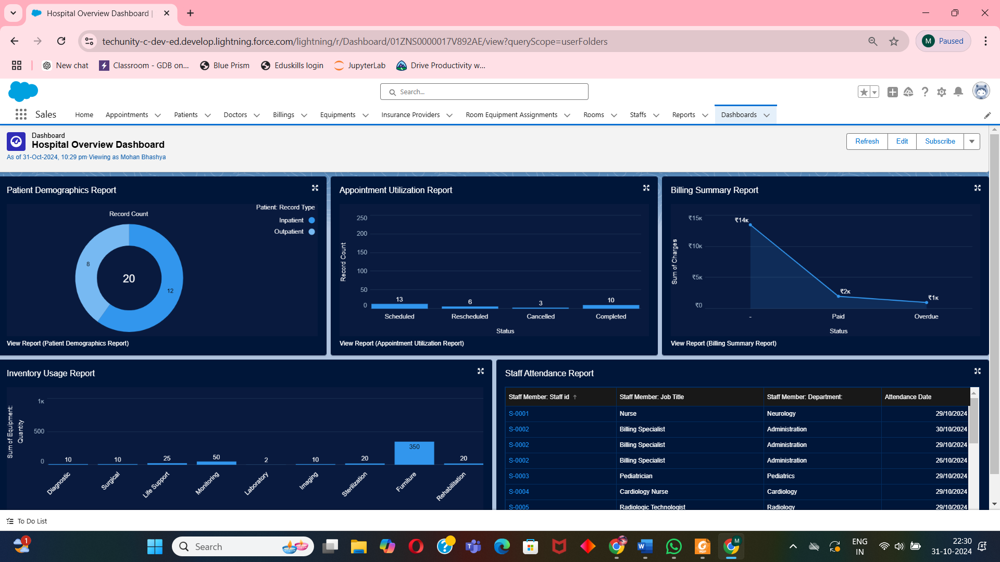 Hospital Overview Dashboard |
techunity-c-dev-ed.develop.lightning.force.com/lightning/r/Dashboard/01ZNS0000017V892AE/view?queryScope=userFolders
M Paused
New chat
Classroom - GDB on...
Blue Prism
Eduskills login
JupyterLab
Drive Productivity w...
Search...
Sales
Home
Appointments
Patients
Doctors
Billings
Equipments
Insurance Providers
Room Equipment Assignments
Rooms
Staffs
Reports
Dashboards
Dashboard
Hospital Overview Dashboard
As of 31-Oct-2024, 10:29 pm·Viewing as Mohan Bhashya
Refresh
Edit
Subscribe
Patient Demographics Report
Record Count
Patient: Record Type
Inpatient
Outpatient
8
20
12
View Report (Patient Demographics Report)
Appointment Utilization Report
Record Count
250
200
150
100
50
0
13
6
3
10
Scheduled
Rescheduled
Cancelled
Completed
Status
View Report (Appointment Utilization Report)
Billing Summary Report
Sum of Charges
₹15K
₹10K
₹5K
₹0
₹14K
₹2K
₹1K
-
Paid
Overdue
Status
View Report (Billing Summary Report)
Inventory Usage Report
Sum of Equipment:
Quantity
1K
500
0
10
10
25
50
2
10
20
350
20
Diagnostic
Surgical
Life Support
Monitoring
Laboratory
Imaging
Sterilization
Furniture
Rehabilitation
Staff Attendance Report
Staff Member: Staff id ↑ Staff Member: Job Title Staff Member: Department: Attendance Date
S-0001 Nurse Neurology 29/10/2024
S-0002 Billing Specialist Administration 30/10/2024
S-0002 Billing Specialist Administration 29/10/2024
S-0002 Billing Specialist Administration 26/10/2024
S-0003 Pediatrician Pediatrics 29/10/2024
S-0004 Cardiology Nurse Cardiology 29/10/2024
S-0005 Radiologic Technologist Radiology 29/10/2024
To Do List
1
Search
M
ENG
IN
22:30
31-10-2024